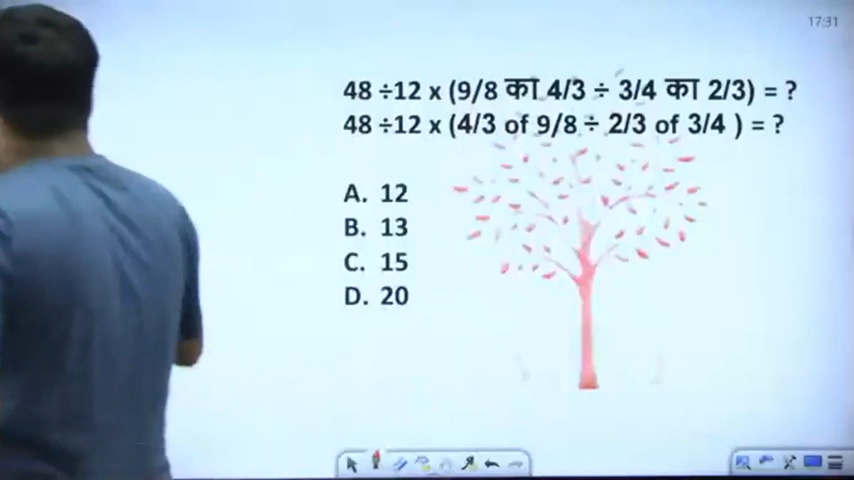 17:31
48 ÷12 x (9/8 का 4/3 ÷ 3/4 का 2/3) = ?
48 ÷12 x (4/3 of 9/8 ÷ 2/3 of 3/4 ) = ?
A. 12
B. 13
C. 15
D. 20